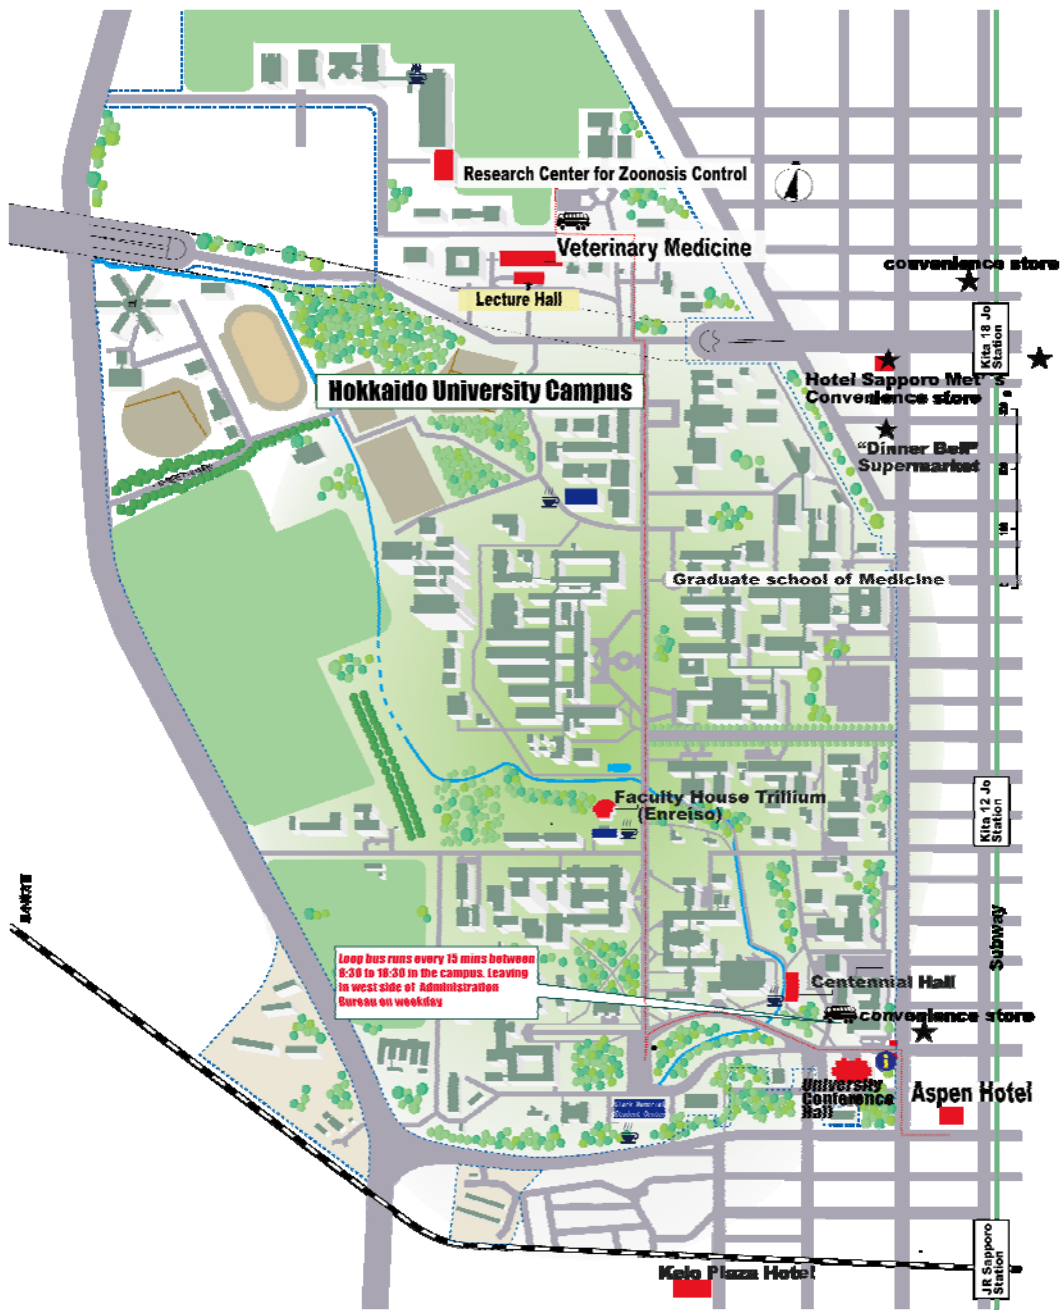 Research Center for Zoonosis Control
Veterinary Medicine
convenience store
Lecture Hall
Kita 18 Jo
Station
Hokkaido University Campus
Hotel Sapporo Met's
Convenience store
"Dinner Bell"
Supermarket
Graduate school of Medicine
Faculty House Trillium
(Enreiso)
Kita 12 Jo
Station
Subway
Loop bus runs every 15 mins between
8:30 to 18:30 in the campus. Leaving
in west side of Administration
Bureau on weekday
Centennial Hall
convenience store
i
University
Conference
Hall
Aspen Hotel
Clark Memorial
Student Center
JR Sapporo
Station
Keio Plaza Hotel